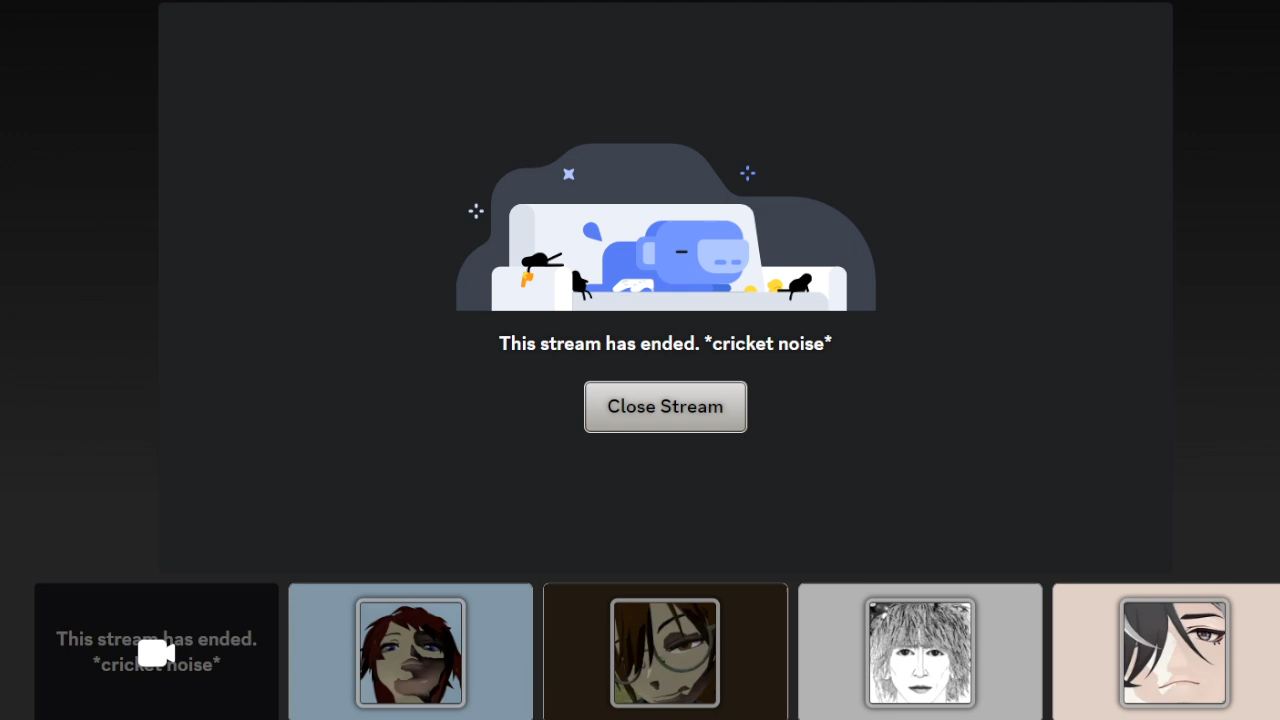 This stream has ended. *cricket noise*
Close Stream
This stream has ended.
*cricket noise*